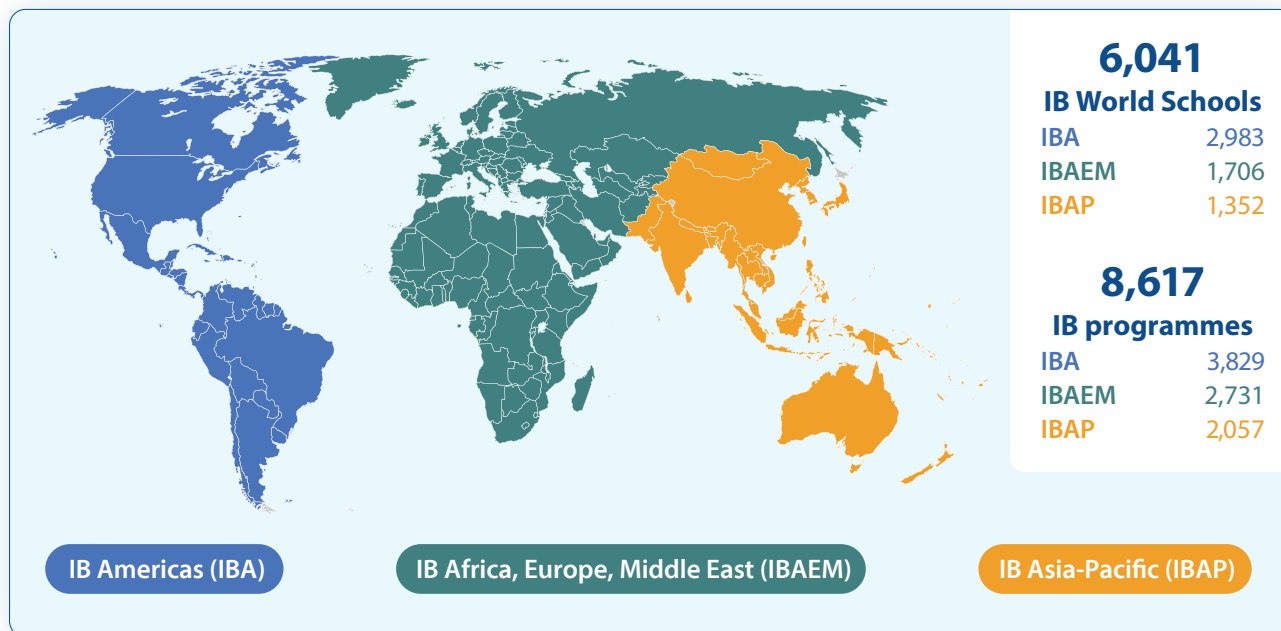 6,041
IB World Schools
IBA 2,983
IBAEM 1,706
IBAP 1,352
8,617
IB programmes
IBA 3,829
IBAEM 2,731
IBAP 2,057
IB Americas (IBA)
IB Africa, Europe, Middle East (IBAEM)
IB Asia-Pacific (IBAP)